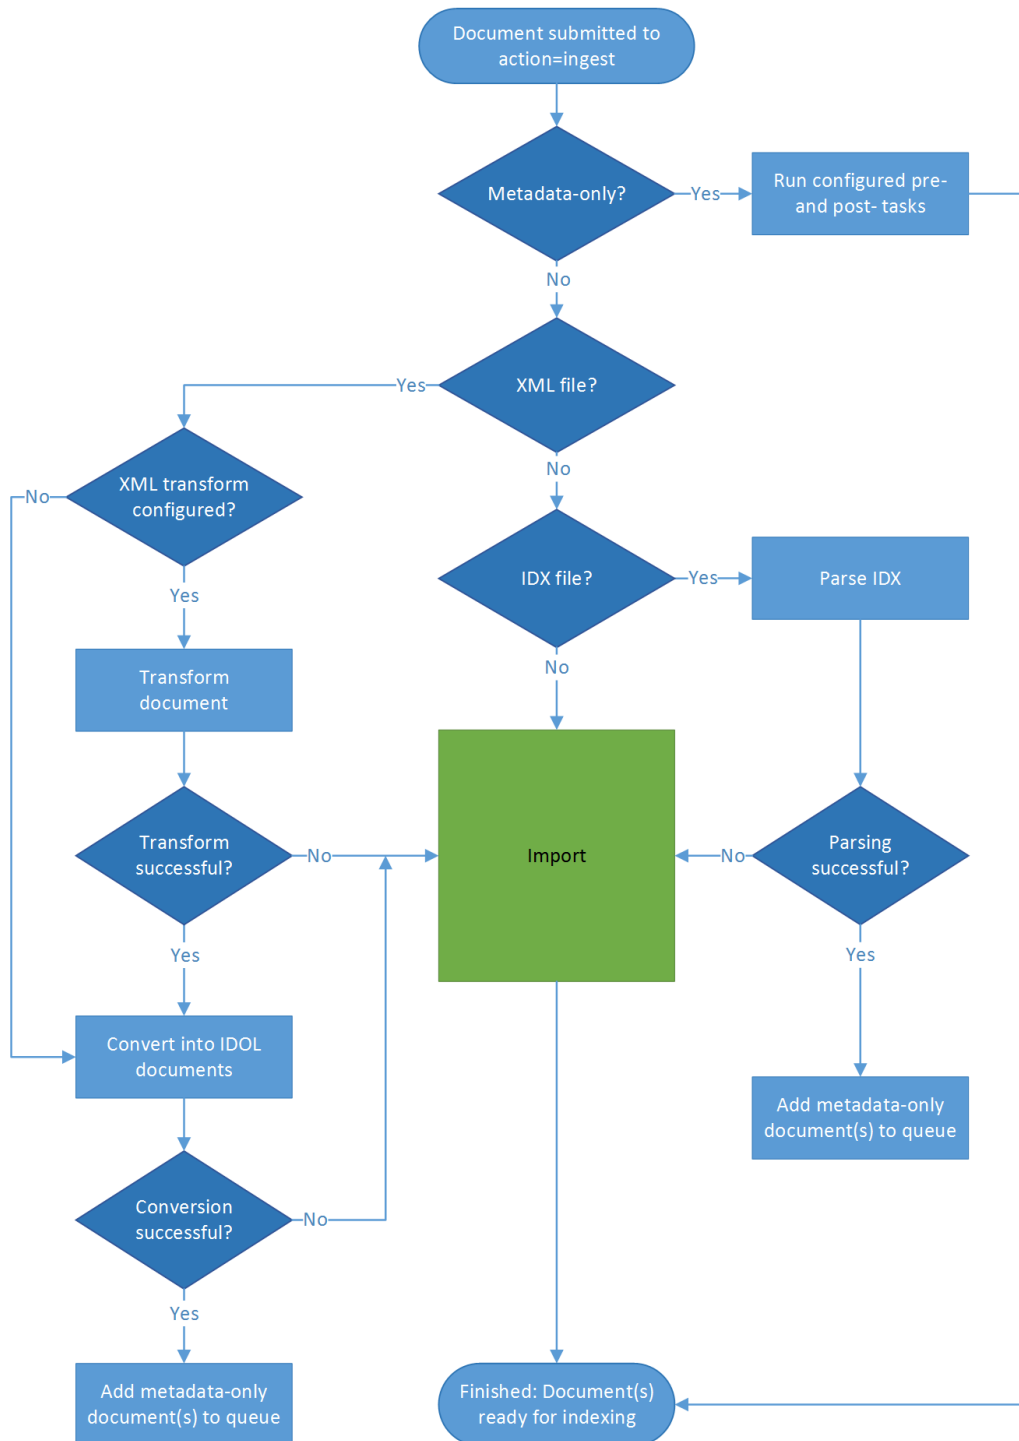 Document submitted to
action=ingest
Metadata-only?
Yes
Run configured pre-
and post- tasks
No
XML file?
Yes
No
XML transform
configured?
No
Yes
IDX file?
Yes
Parse IDX
No
Transform
document
Transform
successful?
No
Import
No
Parsing
successful?
Yes
Yes
Convert into IDOL
documents
Add metadata-only
document(s) to queue
Conversion
successful?
No
Yes
Add metadata-only
document(s) to queue
Finished: Document(s)
ready for indexing